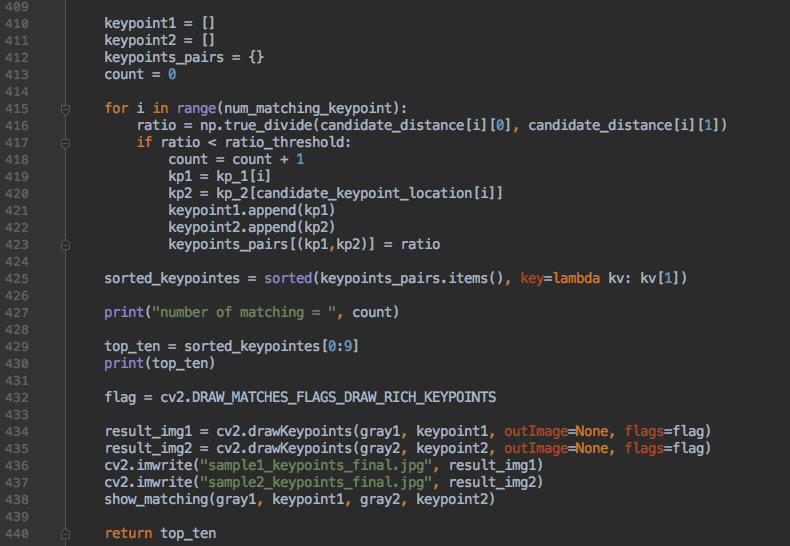 409
410 keypoint1 = []
411 keypoint2 = []
412 keypoints_pairs = {}
413 count = 0
414
415 for i in range(num_matching_keypoint):
416 ratio = np.true_divide(candidate_distance[i][0], candidate_distance[i][1])
417 if ratio < ratio_threshold:
418 count = count + 1
419 kp1 = kp_1[i]
420 kp2 = kp_2[candidate_keypoint_location[i]]
421 keypoint1.append(kp1)
422 keypoint2.append(kp2)
423 keypoints_pairs[(kp1,kp2)] = ratio
424
425 sorted_keypointes = sorted(keypoints_pairs.items(), key=lambda kv: kv[1])
426
427 print("number of matching = ", count)
428
429 top_ten = sorted_keypointes[0:9]
430 print(top_ten)
431
432 flag = cv2.DRAW_MATCHES_FLAGS_DRAW_RICH_KEYPOINTS
433
434 result_img1 = cv2.drawKeypoints(gray1, keypoint1, outImage=None, flags=flag)
435 result_img2 = cv2.drawKeypoints(gray2, keypoint2, outImage=None, flags=flag)
436 cv2.imwrite("sample1_keypoints_final.jpg", result_img1)
437 cv2.imwrite("sample2_keypoints_final.jpg", result_img2)
438 show_matching(gray1, keypoint1, gray2, keypoint2)
439
440 return top_ten